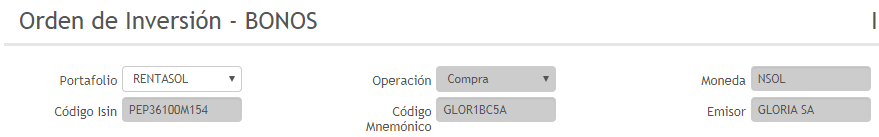 Orden de Inversión - BONOS
Portafolio RENTASOL Operación Compra Moneda NSOL
Código Isin PEP36100M154 Código Mnemónico GLOR1BC5A Emisor GLORIA SA